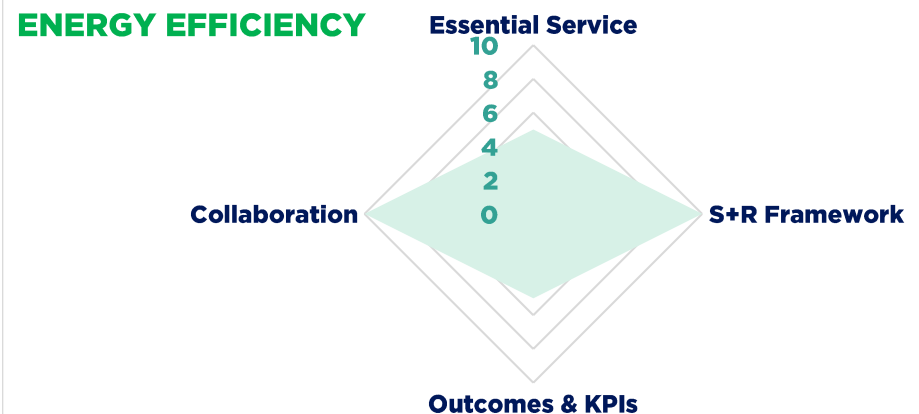 ENERGY EFFICIENCY
Essential Service
10
8
6
4
2
0
Collaboration
S+R Framework
Outcomes & KPIs